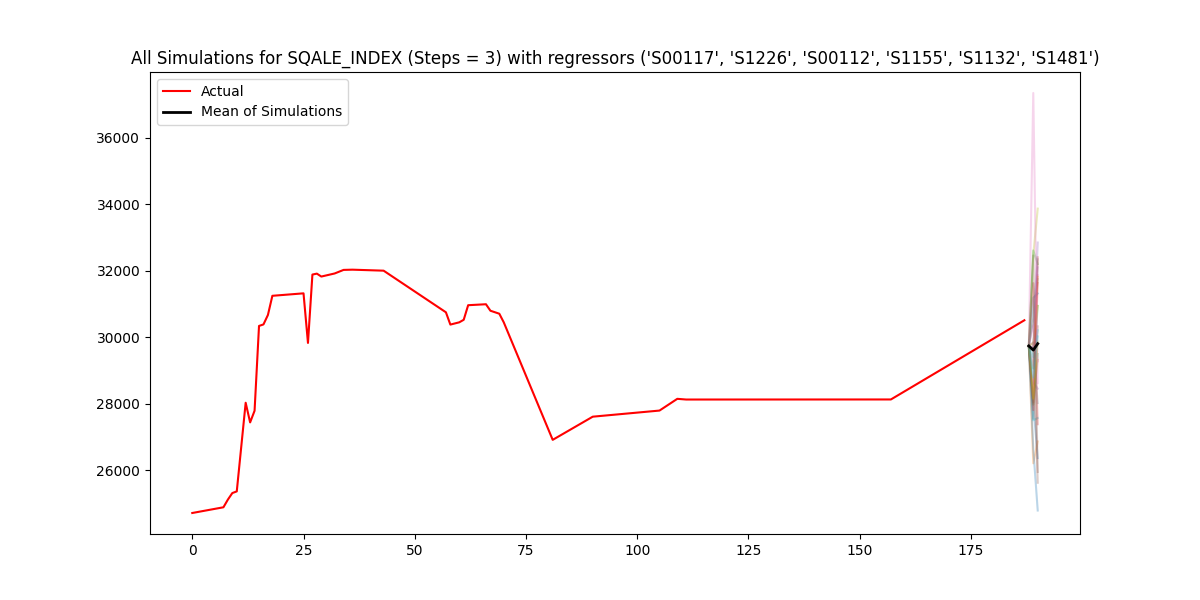 All Simulations for SQALE_INDEX (Steps = 3) with regressors ('S00117', 'S1226', 'S00112', 'S1155', 'S1132', 'S1481')
Actual
Mean of Simulations
36000
34000
32000
30000
28000
26000
0 25 50 75 100 125 150 175